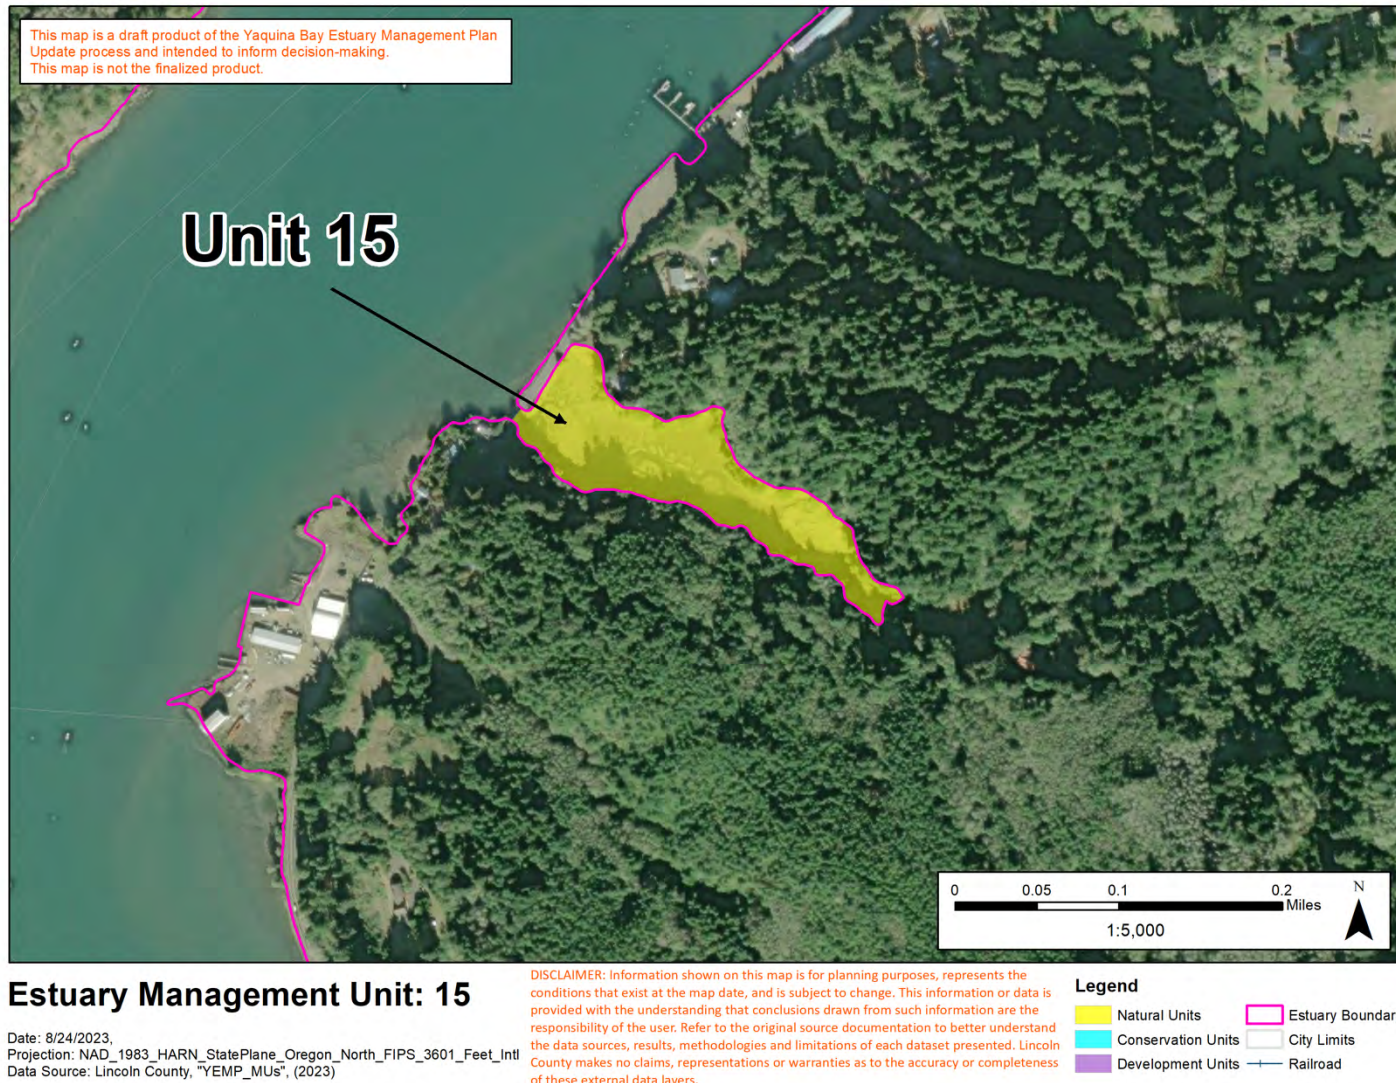 This map is a draft product of the Yaquina Bay Estuary Management Plan
Update process and intended to inform decision-making.
This map is not the finalized product.
Unit 15
0 0.05 0.1 0.2
Miles
1:5,000
N
Estuary Management Unit: 15
Date: 8/24/2023,
Projection: NAD_1983_HARN_StatePlane_Oregon_North_FIPS_3601_Feet_Intl
Data Source: Lincoln County, "YEMP_MUs", (2023)
DISCLAIMER: Information shown on this map is for planning purposes, represents the
conditions that exist at the map date, and is subject to change. This information or data is
provided with the understanding that conclusions drawn from such information are the
responsibility of the user. Refer to the original source documentation to better understand
the data sources, results, methodologies and limitations of each dataset presented. Lincoln
County makes no claims, representations or warranties as to the accuracy or completeness
of these external data layers.
Legend
Natural Units
Conservation Units
Development Units
Estuary Boundar
City Limits
Railroad